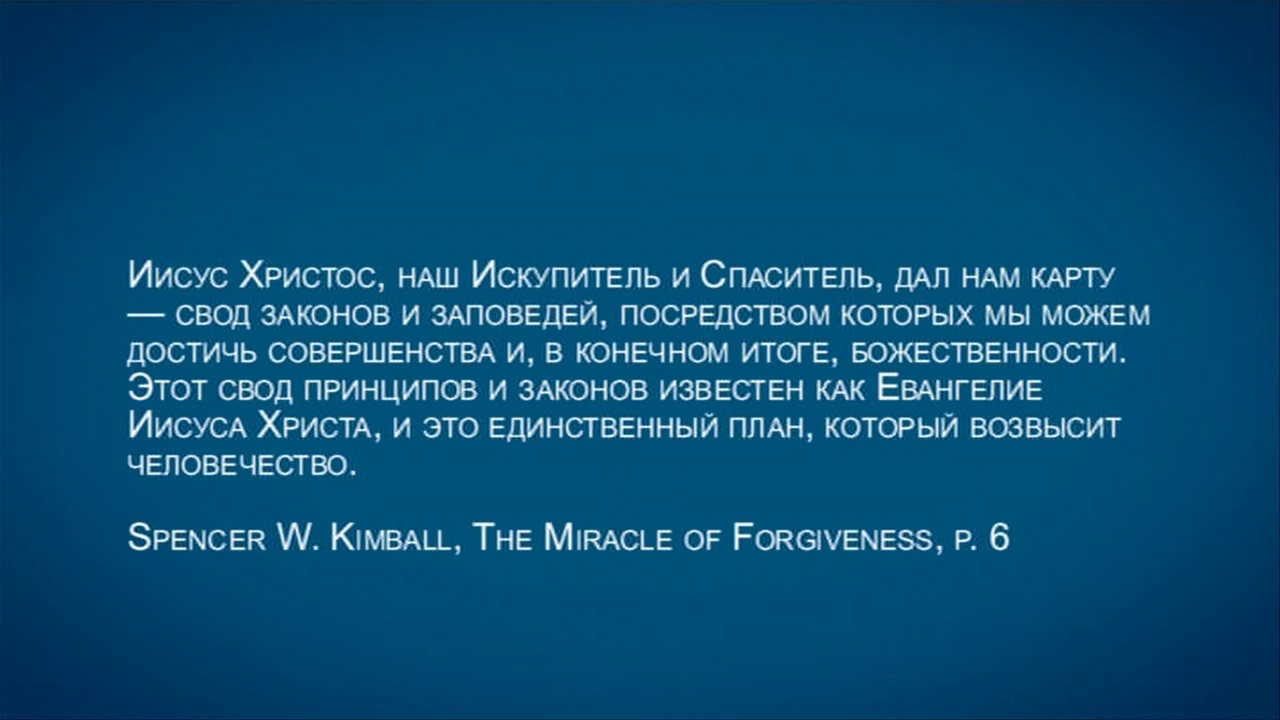 Иисус Христос, наш Искупитель и Спаситель, дал нам карту
— свод законов и заповедей, посредством которых мы можем
достичь совершенства и, в конечном итоге, божественности.
Этот свод принципов и законов известен как Евангелие
Иисуса Христа, и это единственный план, который возвысит
человечество.
Spencer W. Kimball, The Miracle of Forgiveness, p. 6